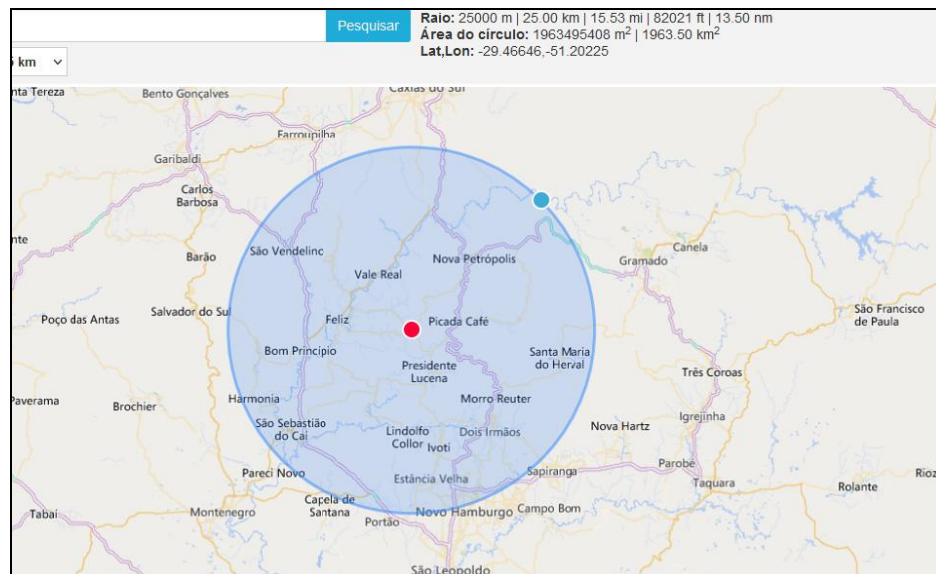 Pesquisar
Raio: 25000 m | 25.00 km | 15.53 mi | 82021 ft | 13.50 nm
Área do círculo: 1963495408 m² | 1963.50 km²
Lat,Lon: -29.46646,-51.20225
km
Tereza
Bento Gonçalves
Caxias do Sul
Farroupilha
Garibaldi
Carlos
Barbosa
São Vendelinc
Barão
Nova Petrópolis
Canela
Gramado
Vale Real
Salvador do Sul
Poço das Antas
Feliz
Picada Café
São Francisco
de Paula
Bom Princípio
Santa Maria
do Herval
Presidente
Lucena
Três Coroas
Paverama
Brochier
Harmonia
Morro Reuter
São Sebastião
do Cai
Lindolfo
Collor
Ivoti
Dois Irmãos
Nova Hartz
Igrejinha
Pareci Novo
Estância Velha
Sapiranga
Parobé
Taquara
Rolante
Tabaí
Montenegro
Capela de
Santana
Portão
Novo Hamburgo
Campo Bom
São Leopoldo